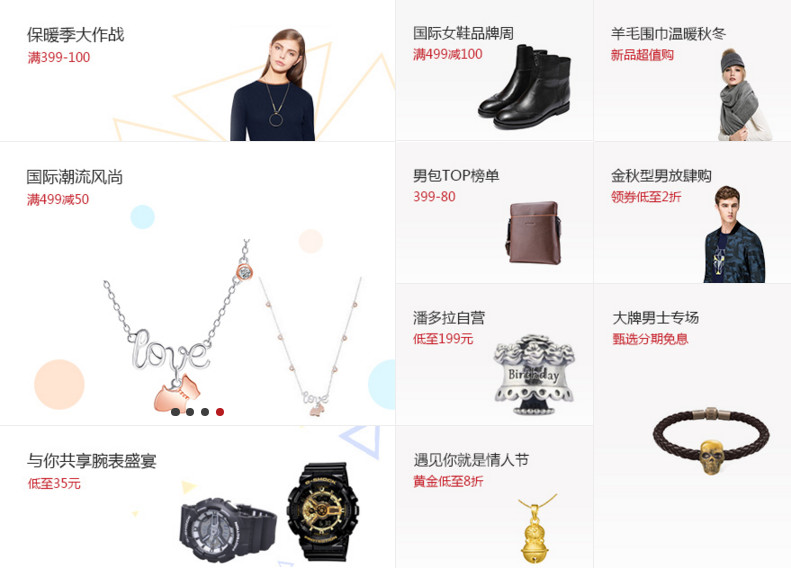 保暖季大作战
满399-100
国际女鞋品牌周
满499减100
羊毛围巾温暖秋冬
新品超值购
国际潮流风尚
满499减50
love
love
男包TOP榜单
399-80
金秋型男放肆购
领券低至2折
潘多拉自营
低至199元
Birthday
大牌男士专场
甄选分期免息
与你共享腕表盛宴
低至35元
遇见你就是情人节
黄金低至8折